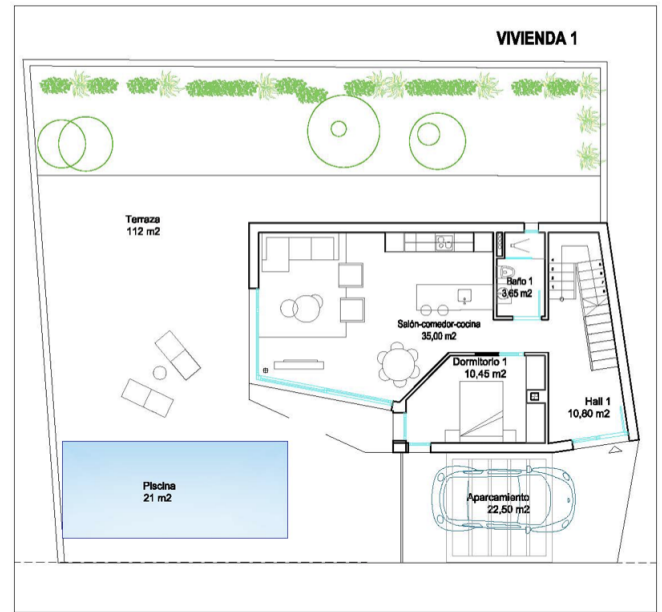 VIVIENDA 1
Terraza
112 m2
Baño 1
3,65 m2
Salón-comedor-cocina
35,00 m2
Dormitorio 1
10,45 m2
Hall 1
10,80 m2
Piscina
21 m2
Aparcamiento
22,50 m2